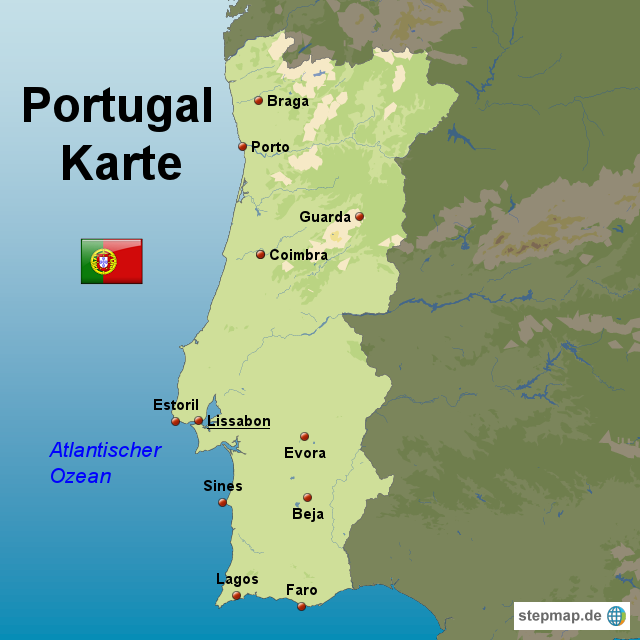 Portugal
Karte
Braga
Porto
Guarda
Coimbra
Estoril
Lissabon
Atlantischer
Ozean
Evora
Sines
Beja
Lagos
Faro
stepmap.de